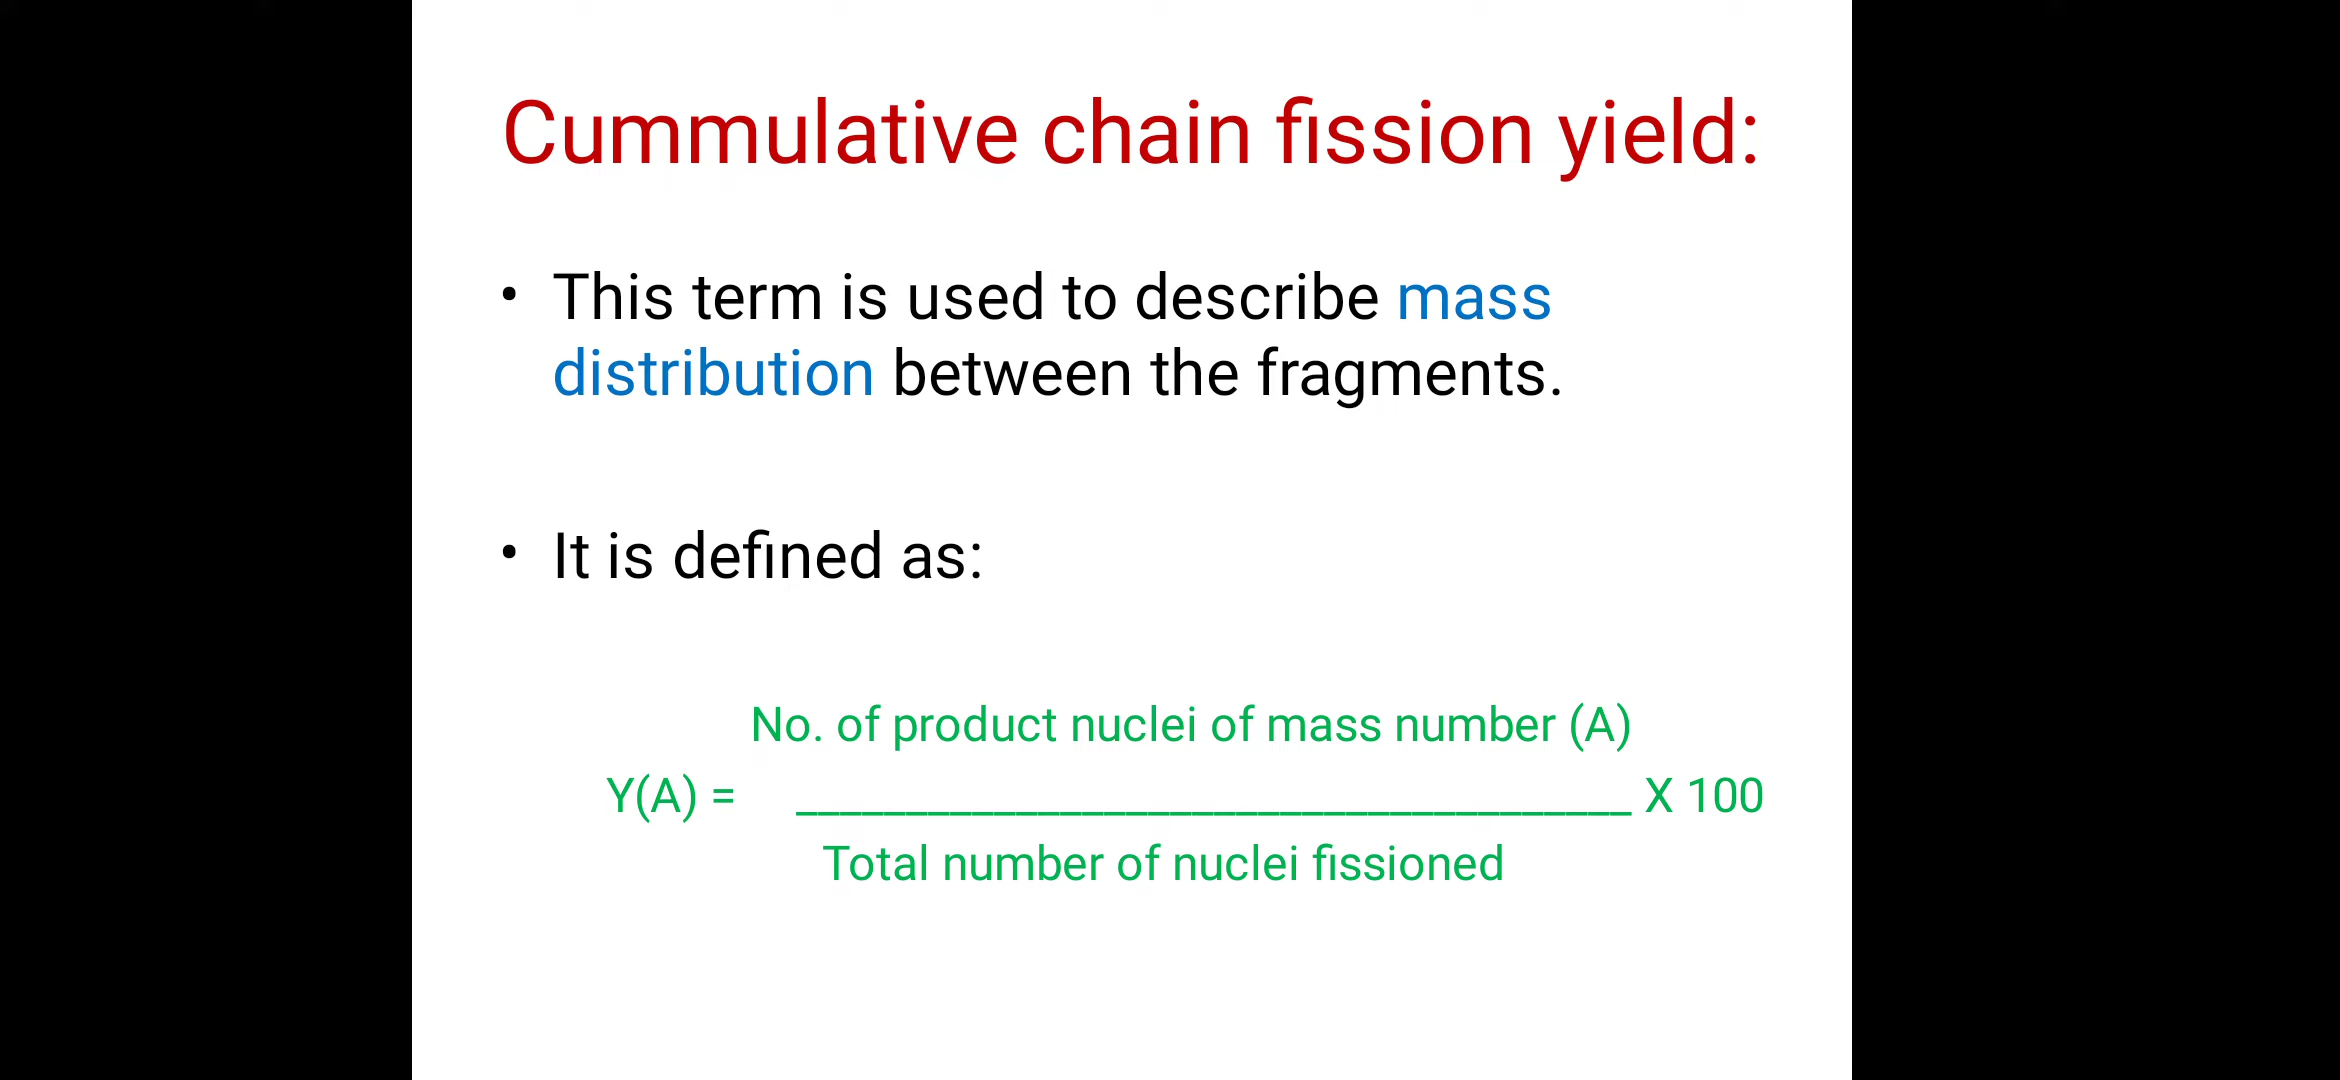 Cummulative chain fission yield:
• This term is used to describe mass
distribution between the fragments.
• It is defined as:
No. of product nuclei of mass number (A)
Y(A) = ______________________________________ X 100
Total number of nuclei fissioned